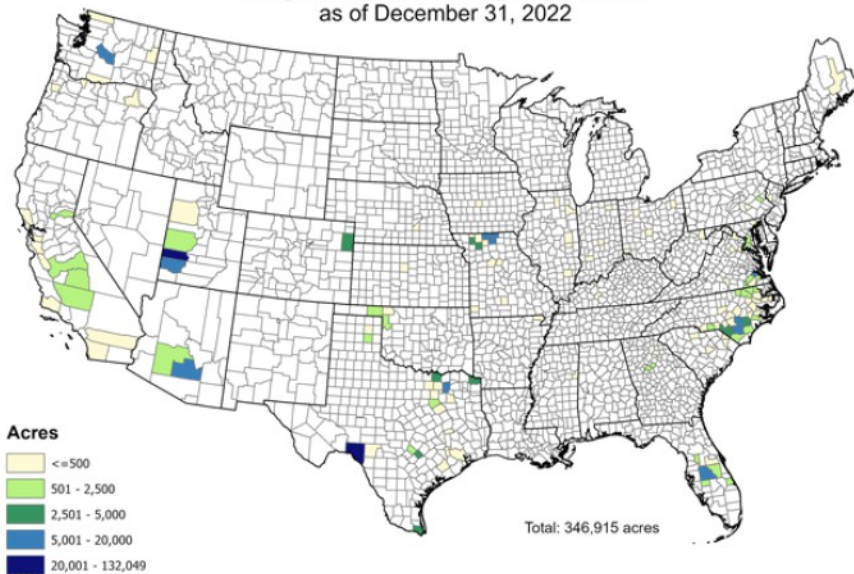 as of December 31, 2022
Acres
<=500
501 - 2,500
2,501 - 5,000
5,001 - 20,000
20,001 - 132,049
Total: 346,915 acres